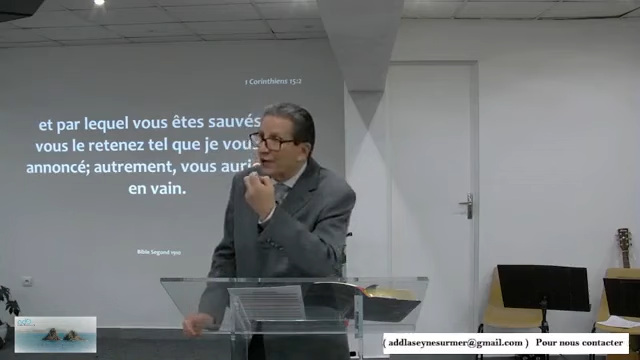 1 Corinthiens 15:2
et par lequel vous êtes sauvés
vous le retenez tel que je vous
annoncé; autrement, vous
en vain.
Bible Segond 1910
( addlaseynesurmer@gmail.com ) Pour nous contacter